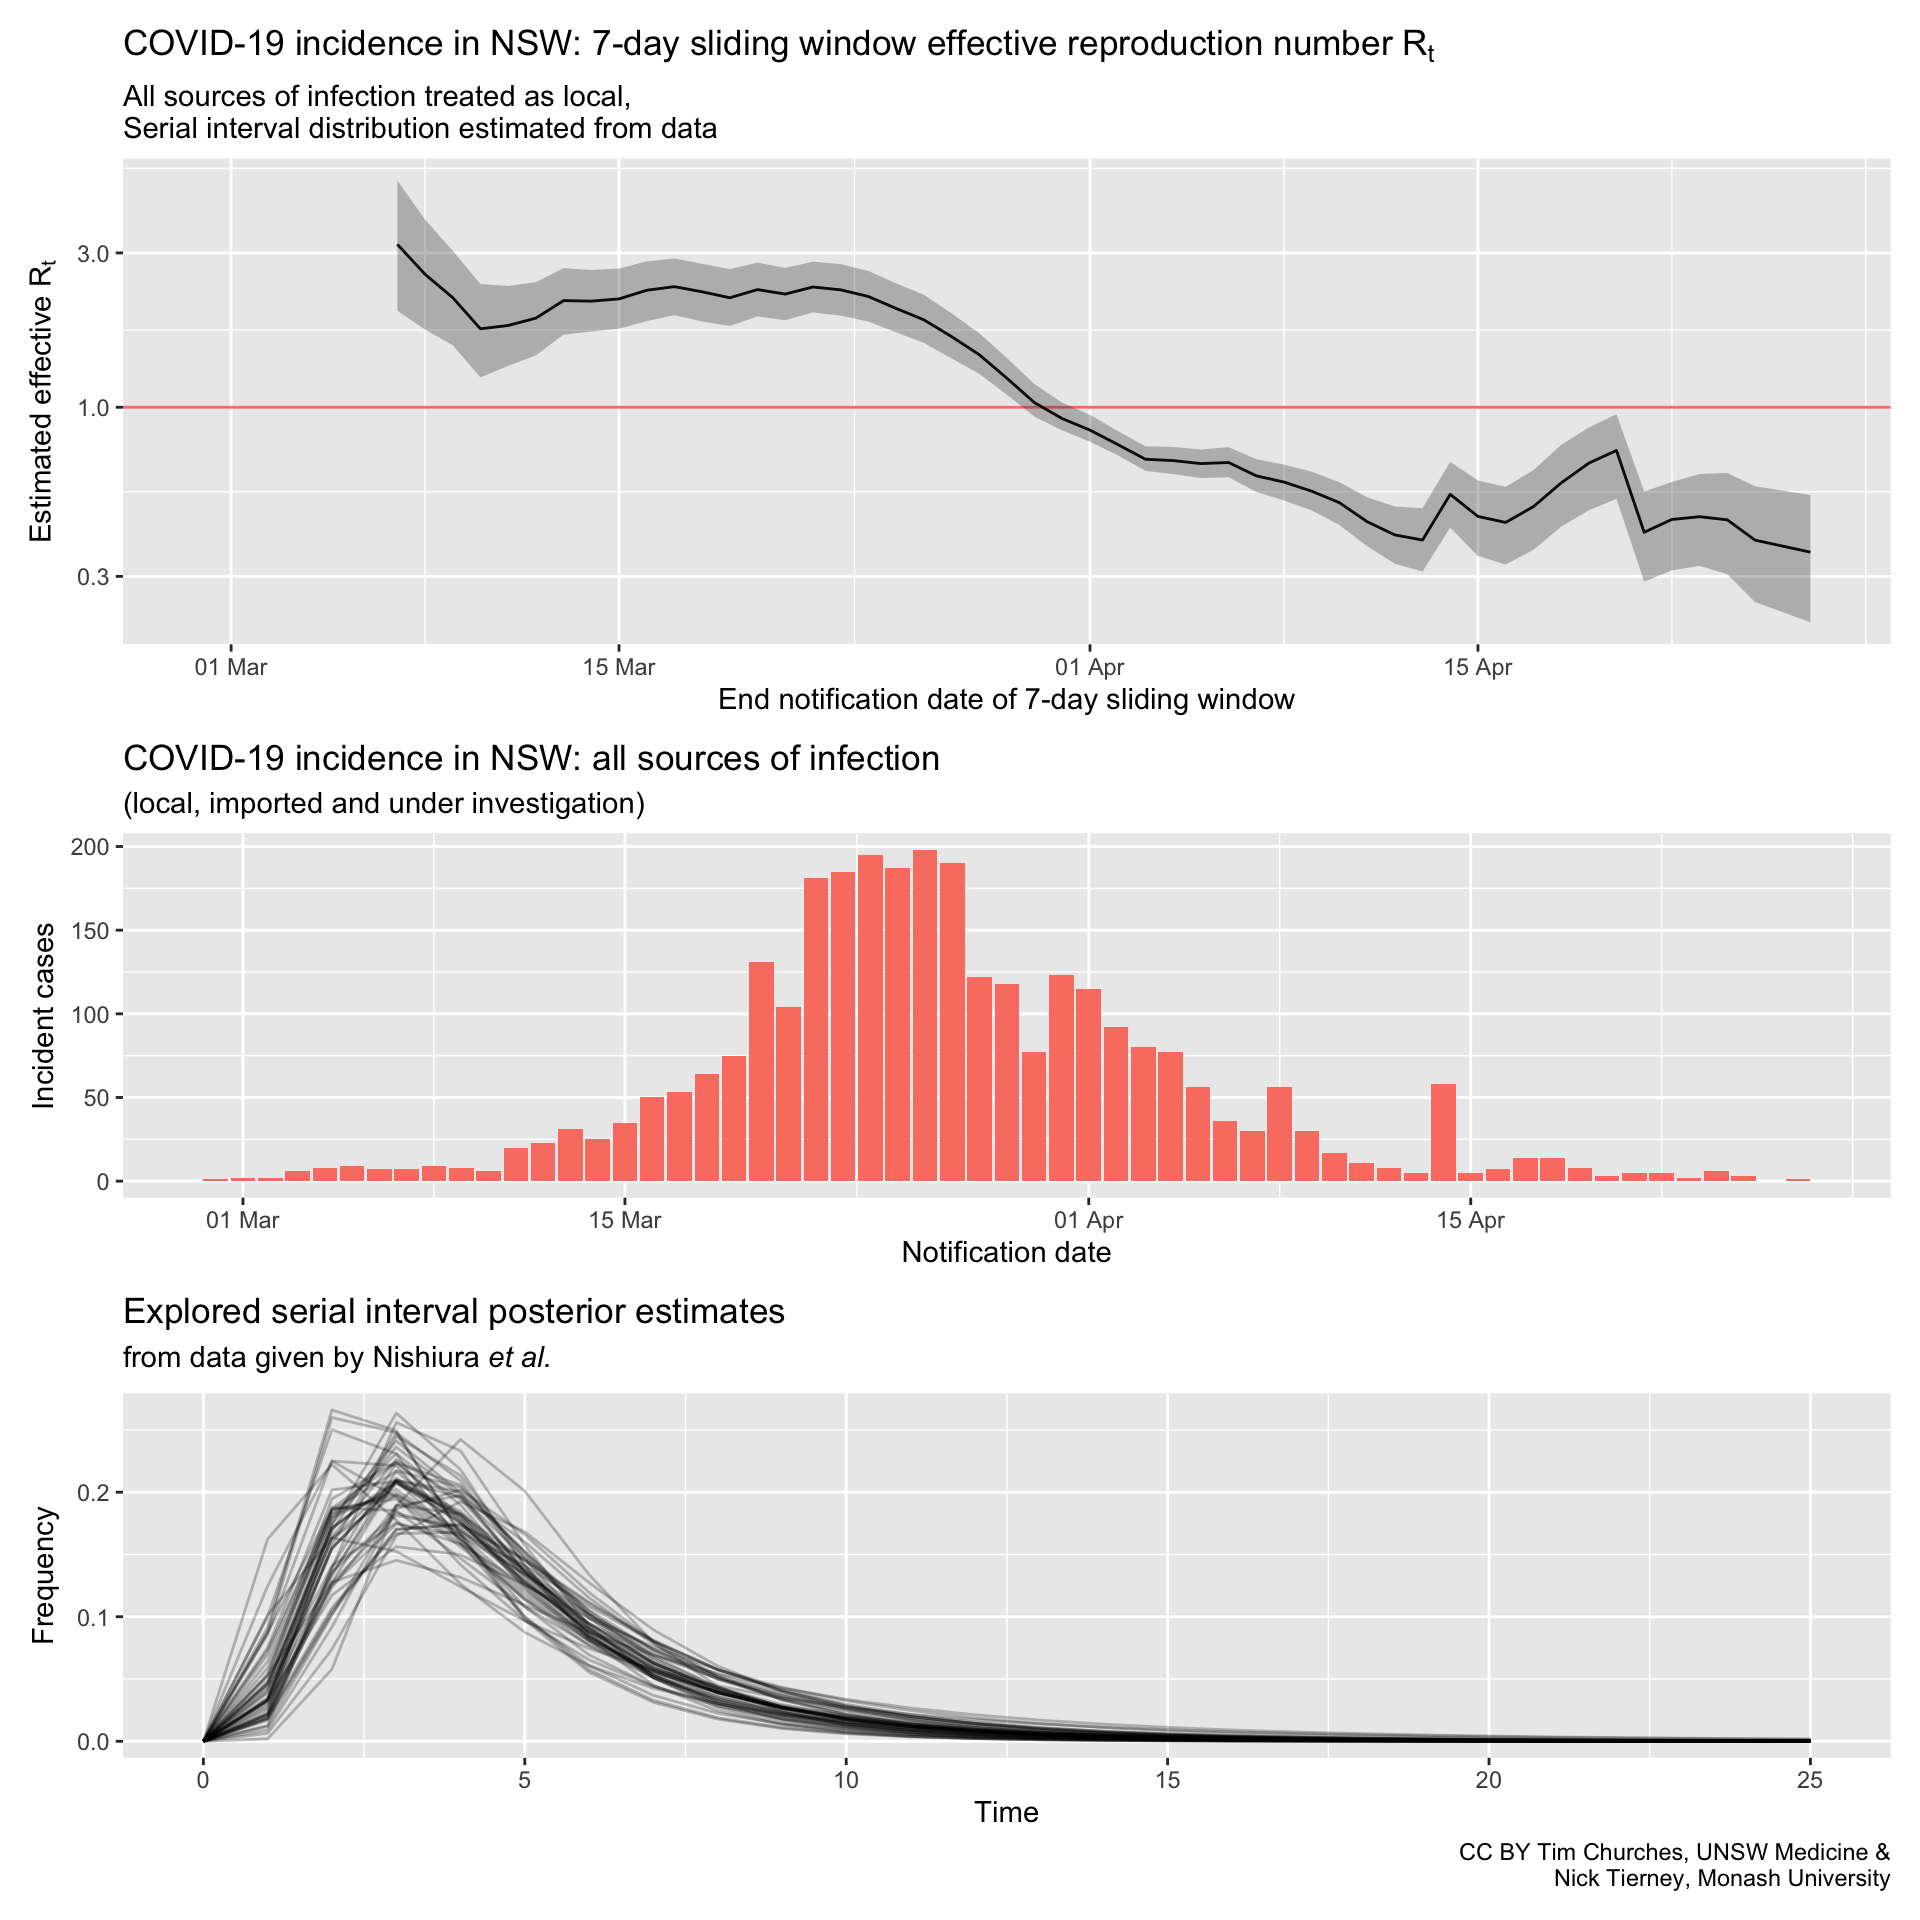 COVID-19 incidence in NSW: 7-day sliding window effective reproduction number Rt
All sources of infection treated as local,
Serial interval distribution estimated from data
Estimated effective Rt
3.0
1.0
0.3
01 Mar 15 Mar 01 Apr 15 Apr
End notification date of 7-day sliding window
COVID-19 incidence in NSW: all sources of infection
(local, imported and under investigation)
Incident cases
200
150
100
50
0
01 Mar 15 Mar 01 Apr 15 Apr
Notification date
Explored serial interval posterior estimates
from data given by Nishiura et al.
Frequency
0.2
0.1
0.0
0 5 10 15 20 25
Time
CC BY Tim Churches, UNSW Medicine &
Nick Tierney, Monash University